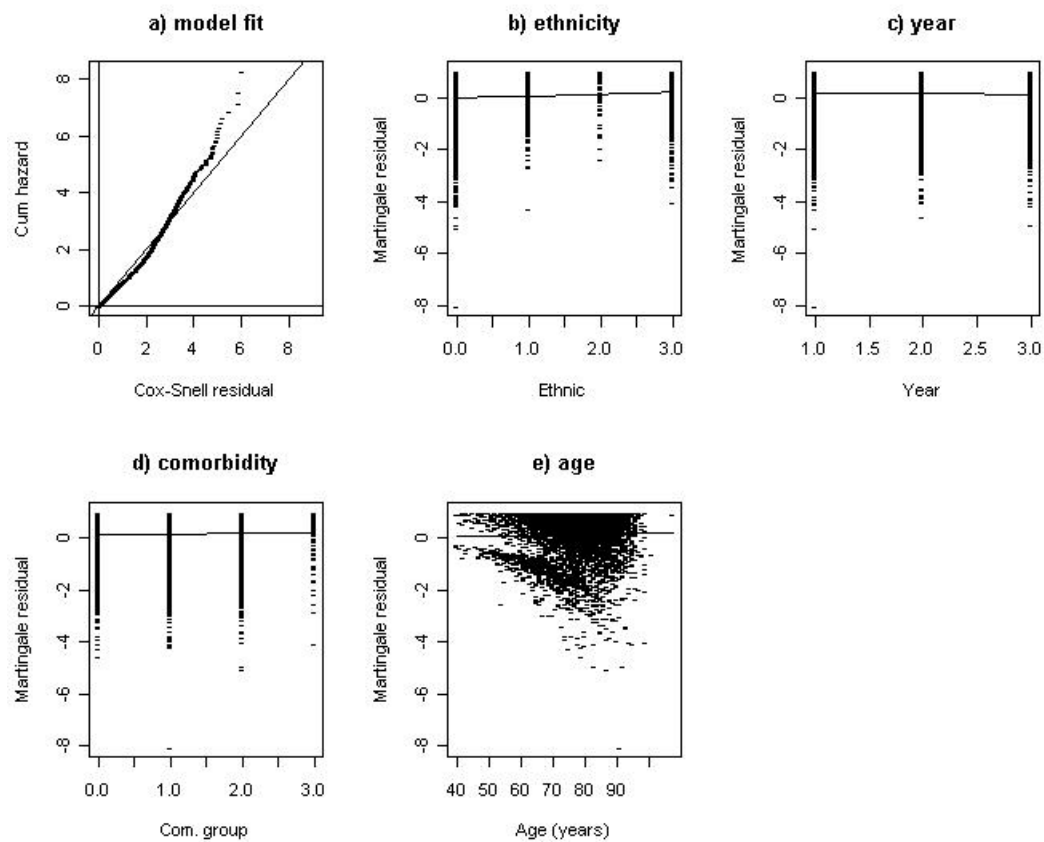 a) model fit
Cum hazard
8
6
4
2
0
0 2 4 6 8
Cox-Snell residual
b) ethnicity
Martingale residual
0
-2
-4
-6
-8
0.0 1.0 2.0 3.0
Ethnic
c) year
Martingale residual
0
-2
-4
-6
-8
1.0 1.5 2.0 2.5 3.0
Year
d) comorbidity
Martingale residual
0
-2
-4
-6
-8
0.0 1.0 2.0 3.0
Com. group
e) age
Martingale residual
0
-2
-4
-6
-8
40 50 60 70 80 90
Age (years)